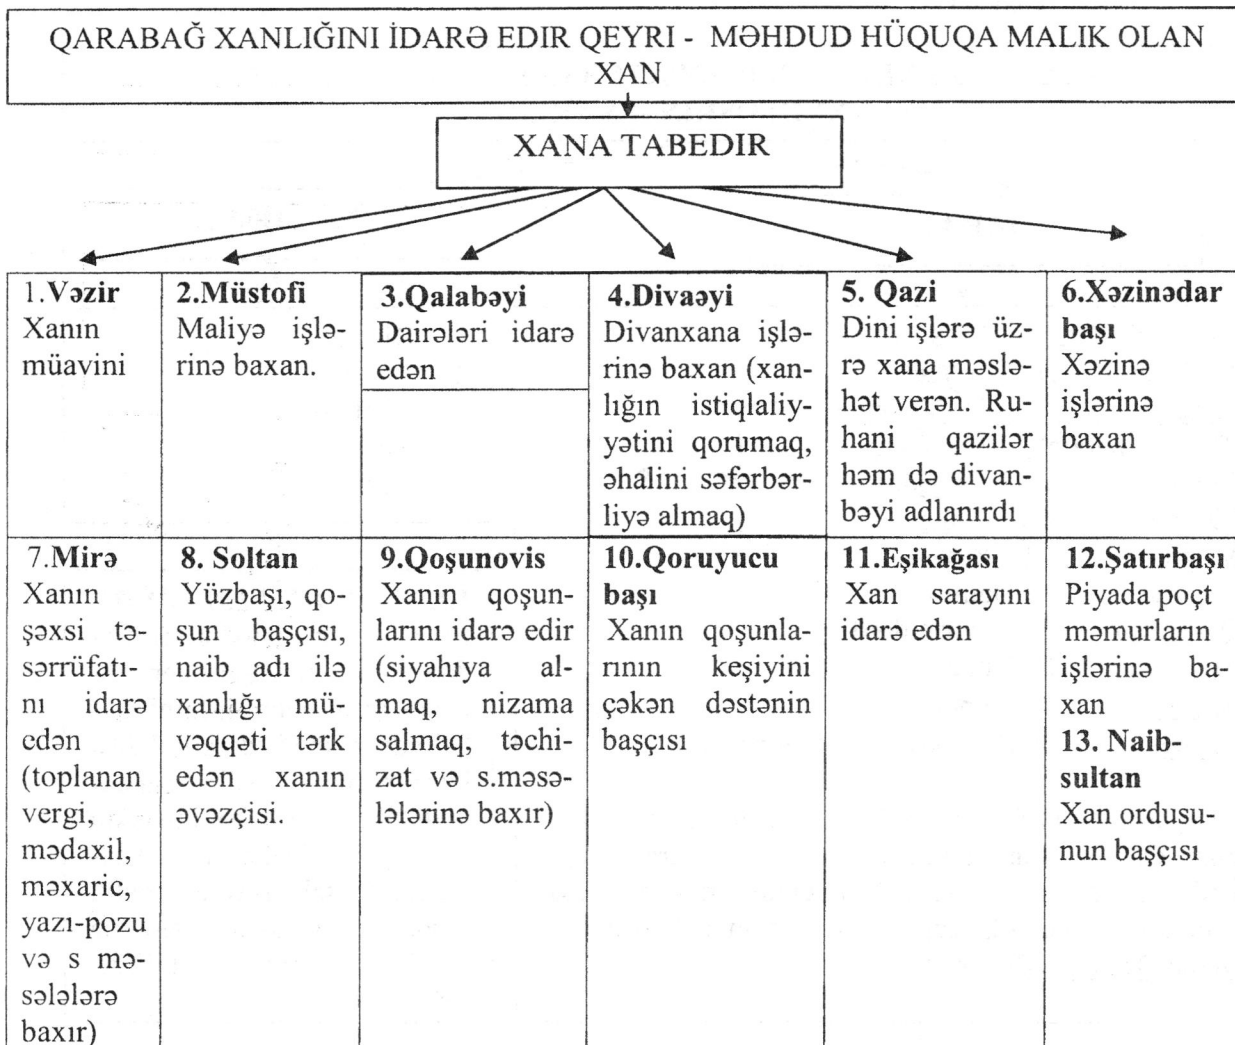 QARABAĞ XANLIĞINI İDARƏ EDIR QEYRI - MƏHDUD HÜQUQA MALIK OLAN
XAN
XANA TABEDIR
1.Vəzir
Xanın
müavini
2.Müstofi
Maliyə işlə-
rinə baxan.
3.Qalabəyi
Dairələri idarə
edən
4.Divaəyi
Divanxana işlə-
rinə baxan (xan-
lığın istiqlaliy-
yətini qorumaq,
əhalini səfərbər-
liyə almaq)
5. Qazi
Dini işlərə üz-
rə xana məslə-
hət verən. Ru-
hani qazilər
həm də divan-
bəyi adlanırdı
6.Xəzinədar
başı
Xəzinə
işlərinə
baxan
7.Mirə
Xanın
şəxsi tə-
sərrüfatı-
nı idarə
edən
(toplanan
vergi,
mədaxil,
məxaric,
yazı-pozu
və s mə-
sələlərə
baxır)
8. Soltan
Yüzbaşı, qo-
şun başçısı,
naib adı ilə
xanlığı mü-
vəqqəti tərk
edən xanın
əvəzçisi.
9.Qoşunovis
Xanın qoşun-
larını idarə edir
(siyahıya al-
maq, nizama
salmaq, təchi-
zat və s.məsə-
lələrinə baxır)
10.Qoruyucu
başı
Xanın qoşunla-
rının keşiyini
çəkən dəstənin
başçısı
11.Eşikağası
Xan sarayını
idarə edən
12.Şatırbaşı
Piyada poçt
məmurların
işlərinə ba-
xan
13. Naib-
sultan
Xan ordusu-
nun başçısı